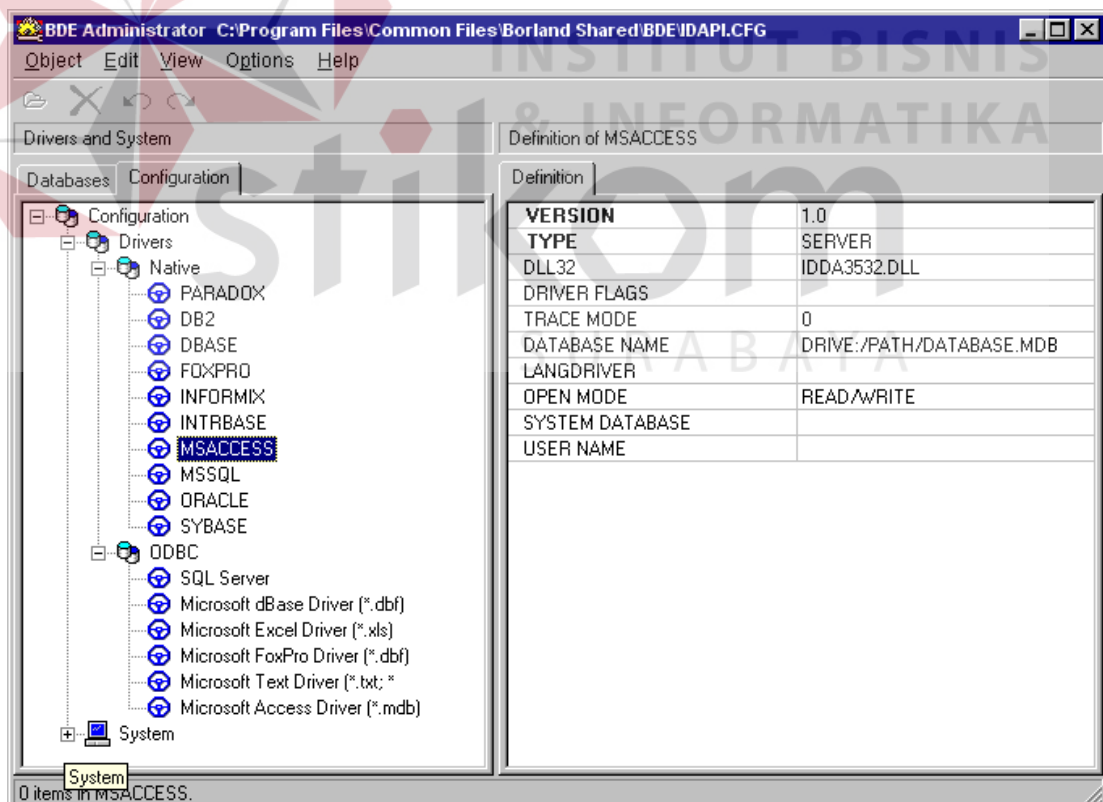 BDE Administrator C:\Program Files\Common Files\Borland Shared\BDE\IDAPI.CFG
Object Edit View Options Help
INSTITUT BISNIS
& INFORMATIKA
stikom
SURABAYA
Drivers and System
Definition of MSACCESS
Databases
Configuration
Definition
Configuration
Drivers
Native
PARADOX
DB2
DBASE
FOXPRO
INFORMIX
INTRBASE
MSACCESS
MSSQL
ORACLE
SYBASE
ODBC
SQL Server
Microsoft dBase Driver (*.dbf)
Microsoft Excel Driver (*.xls)
Microsoft FoxPro Driver (*.dbf)
Microsoft Text Driver (*.txt; *
Microsoft Access Driver (*.mdb)
System
VERSION 1.0
TYPE SERVER
DLL32 IDDA3532.DLL
DRIVER FLAGS
TRACE MODE 0
DATABASE NAME DRIVE:/PATH/DATABASE.MDB
LANGDRIVER
OPEN MODE READ/WRITE
SYSTEM DATABASE
USER NAME
System
0 items in MSACCESS.